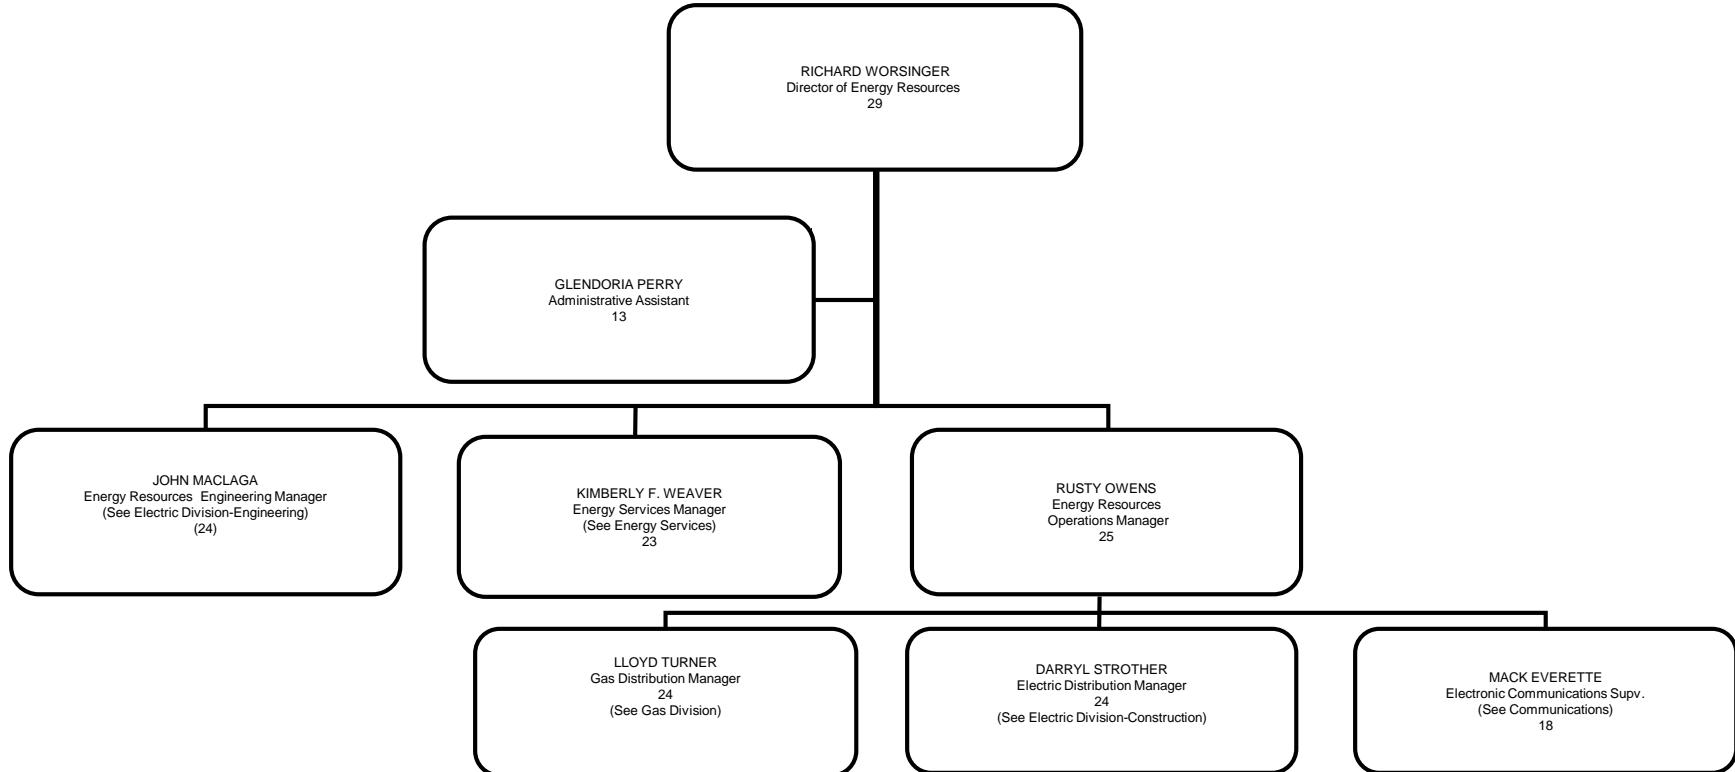 RICHARD WORSINGER
Director of Energy Resources
29
GLENDORIA PERRY
Administrative Assistant
13
JOHN MACLAGA
Energy Resources Engineering Manager
(See Electric Division-Engineering)
(24)
KIMBERLY F. WEAVER
Energy Services Manager
(See Energy Services)
23
RUSTY OWENS
Energy Resources
Operations Manager
25
LLOYD TURNER
Gas Distribution Manager
24
(See Gas Division)
DARRYL STROTHER
Electric Distribution Manager
24
(See Electric Division-Construction)
MACK EVERETTE
Electronic Communications Supv.
(See Communications)
18